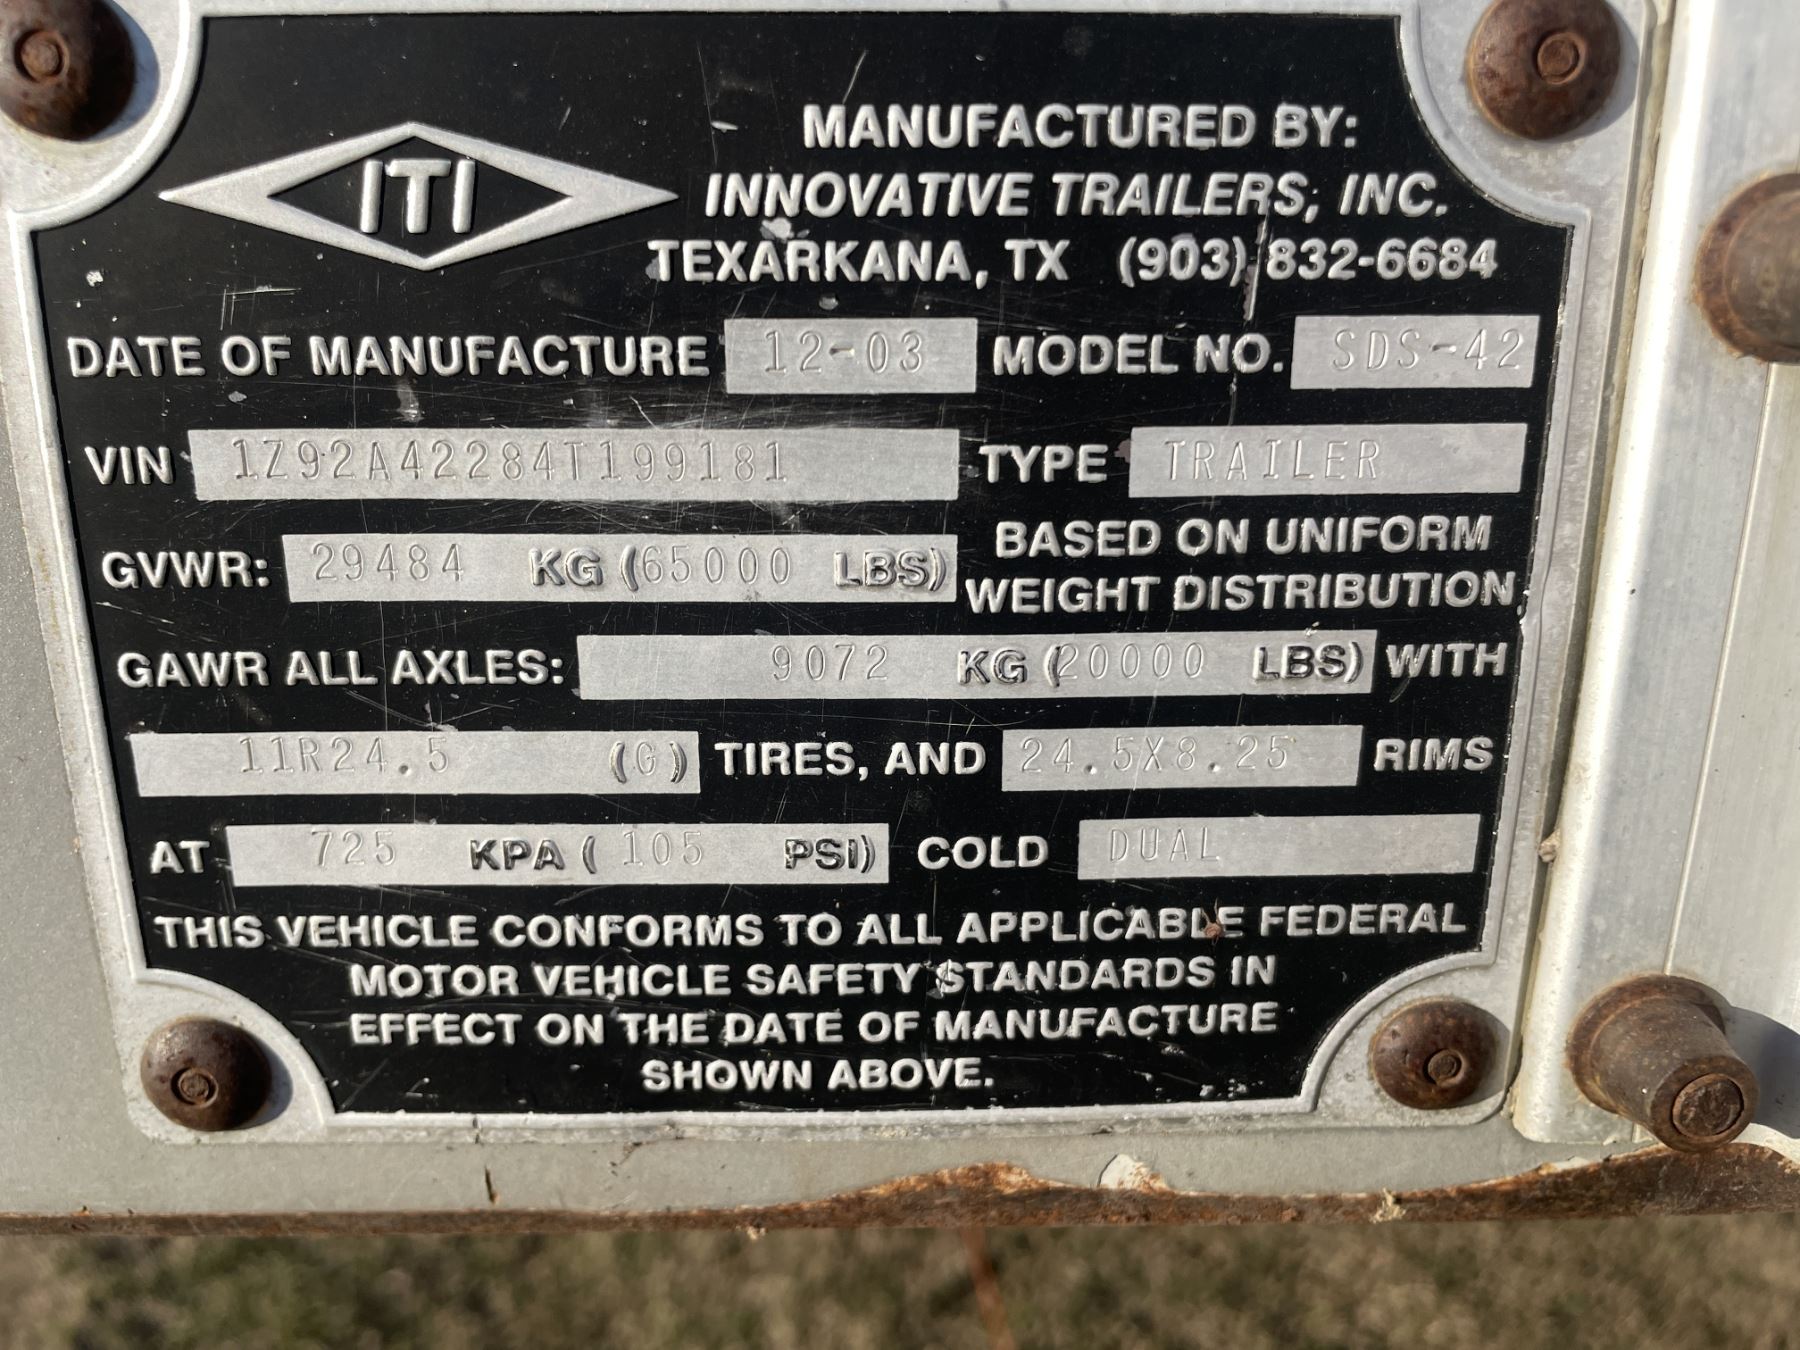 ITI
MANUFACTURED BY:
INNOVATIVE TRAILERS, INC.
TEXARKANA, TX (903) 832-6684
DATE OF MANUFACTURE 12-03 MODEL NO. SDS-42
VIN 1Z92A42284T199181 TYPE TRAILER
GVWR: 29484 KG (65000 LBS) BASED ON UNIFORM
WEIGHT DISTRIBUTION,
GAWR ALL AXLES: 9072 KG (20000 LBS) WITH
11R24.5 (G) TIRES, AND 24.5X8.25 RIMS
AT 725 KPA (105 PSI) COLD DUAL
THIS VEHICLE CONFORMS TO ALL APPLICABLE FEDERAL
MOTOR VEHICLE SAFETY STANDARDS IN
EFFECT ON THE DATE OF MANUFACTURE
SHOWN ABOVE.